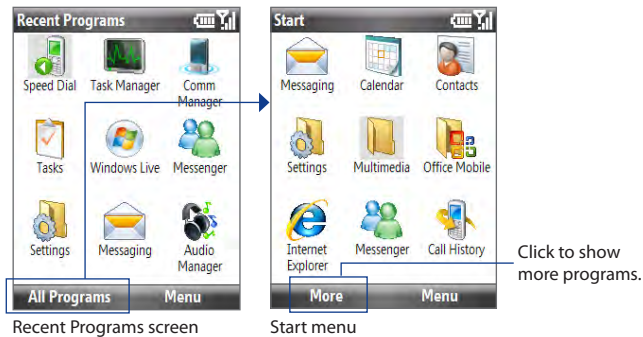 Recent Programs
Speed Dial
Task Manager
Comm
Manager
Tasks
Windows Live
Messenger
Settings
Messaging
Audio
Manager
All Programs
Menu
Recent Programs screen
Start
Messaging
Calendar
Contacts
Settings
Multimedia
Office Mobile
Internet
Explorer
Messenger
Call History
More
Menu
Start menu
Click to show
more programs.